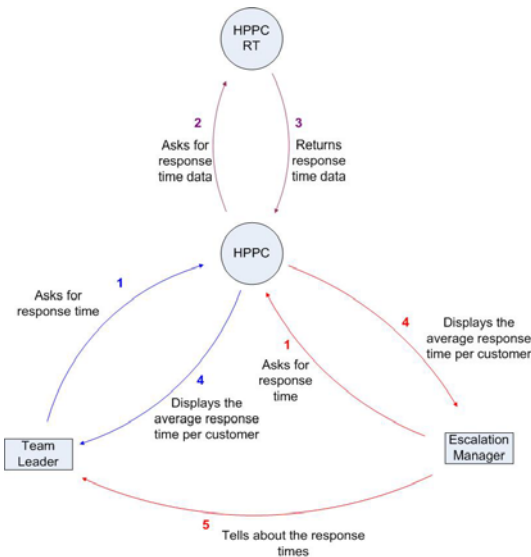 HPPC
RT
2
Asks for
response
time data
3
Returns
response
time data
HPPC
1
Asks for
response time
4
Displays the
average response
time per customer
1
Asks for
response
time
4
Displays the
average response
time per customer
Team
Leader
Escalation
Manager
5
Tells about the response
times